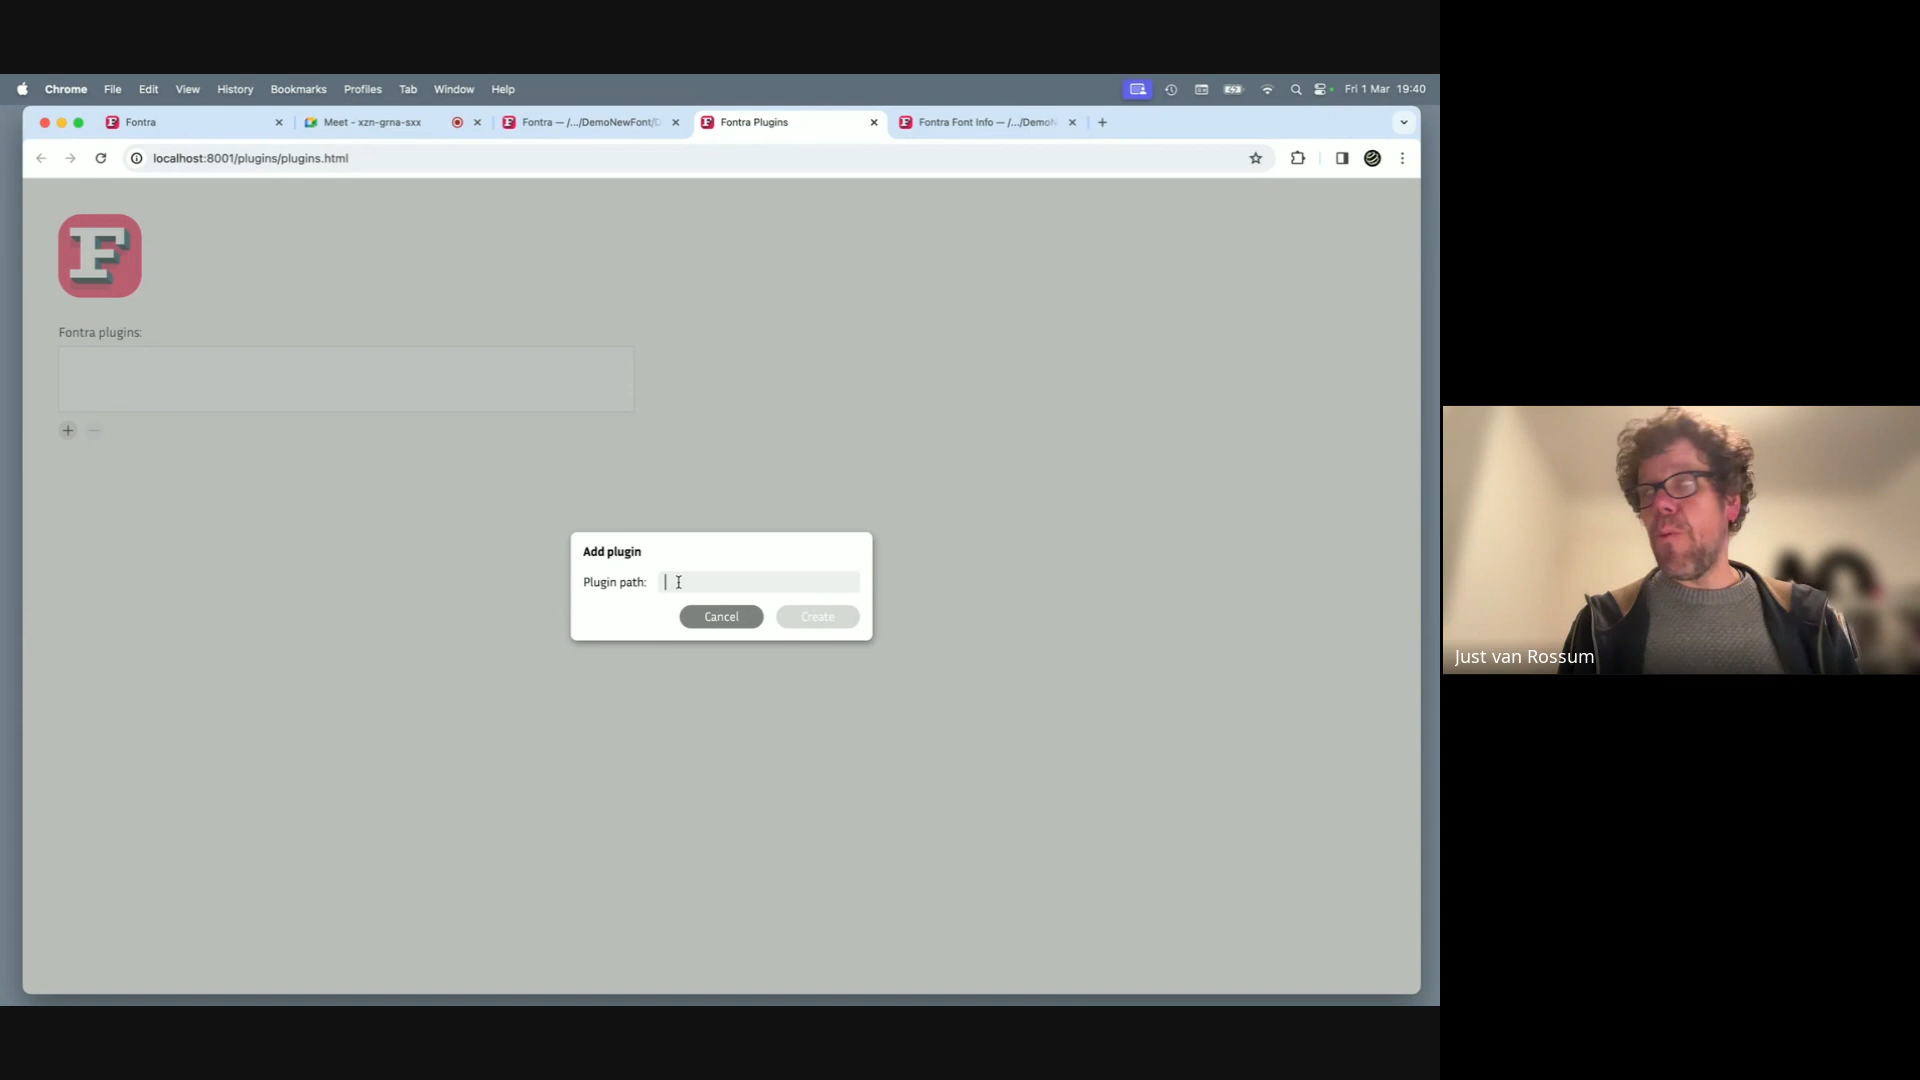 Chrome File Edit View History Bookmarks Profiles Tab Window Help Fri 1 Mar 19:40
Fontra Meet - xzn-grna-sxx Fontra — /.../DemoNewFont/D Fontra Plugins Fontra Font Info — /.../DemoN
localhost:8001/plugins/plugins.html
F
Fontra plugins:
Add plugin
Plugin path:
Cancel Create
Just van Rossum